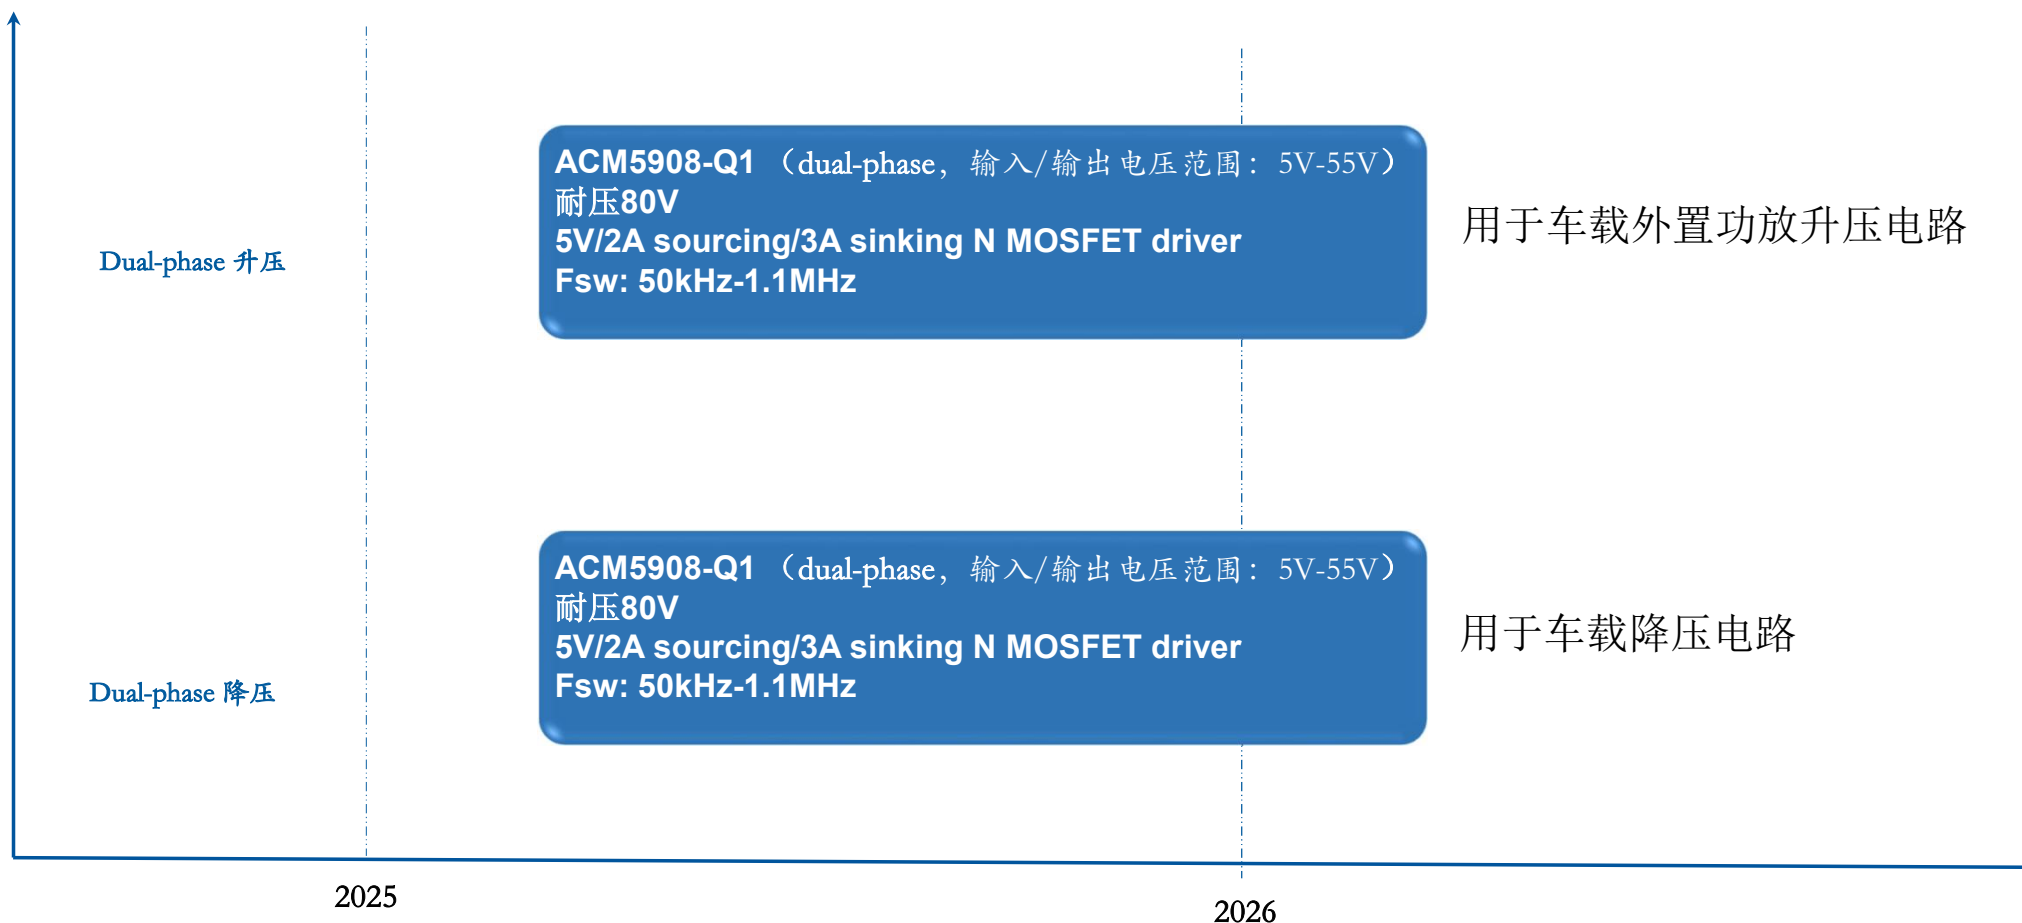 ACM5908-Q1（dual-phase，输入/输出电压范围：5V-55V）
耐压80V
5V/2A sourcing/3A sinking N MOSFET driver
Fsw: 50kHz-1.1MHz
用于车载外置功放升压电路
Dual-phase 升压
ACM5908-Q1（dual-phase，输入/输出电压范围：5V-55V）
耐压80V
5V/2A sourcing/3A sinking N MOSFET driver
Fsw: 50kHz-1.1MHz
用于车载降压电路
Dual-phase 降压
2025
2026